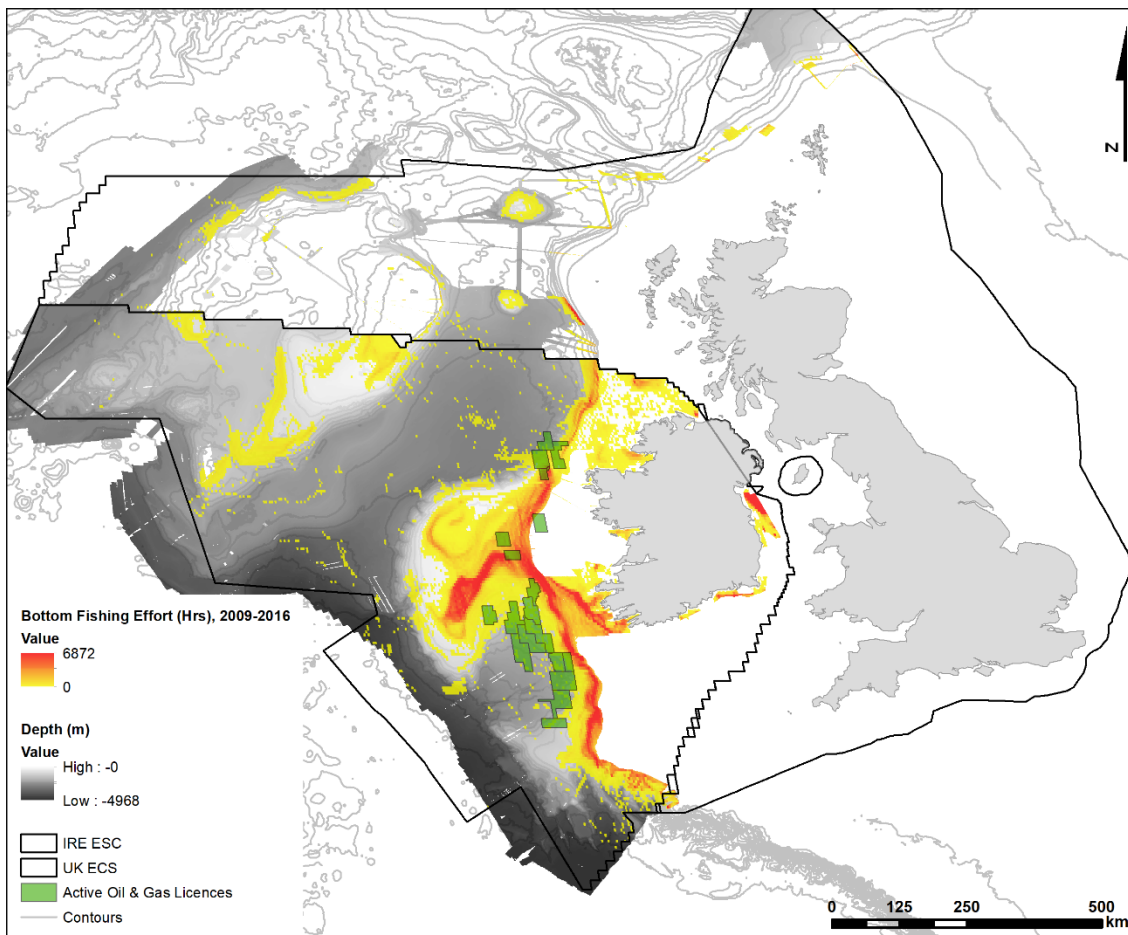 N
Bottom Fishing Effort (Hrs), 2009-2016
Value
6872
0
Depth (m)
Value
High : -0
Low : -4968
IRE ESC
UK ECS
Active Oil & Gas Licences
Contours
0 125 250 500
km